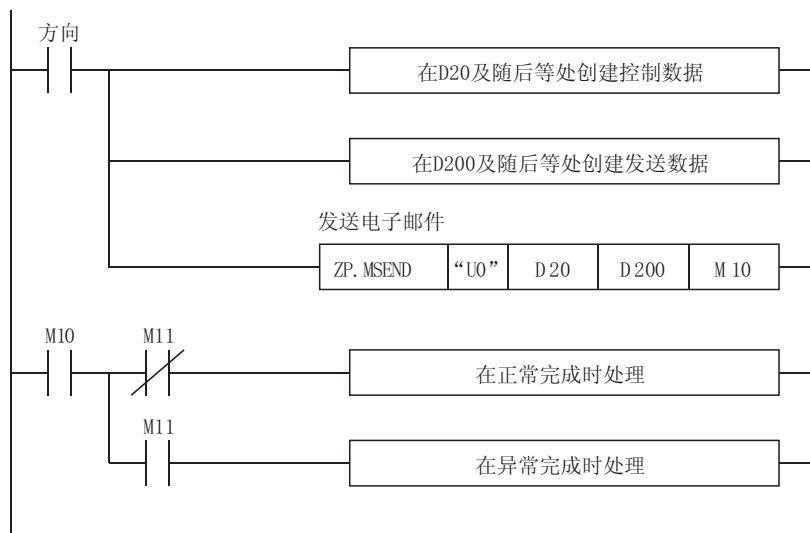 方向
在D20及随后等处创建控制数据
在D200及随后等处创建发送数据
发送电子邮件
ZP.MSEND “U0” D20 D200 M10
M10 M11
在正常完成时处理
M11
在异常完成时处理